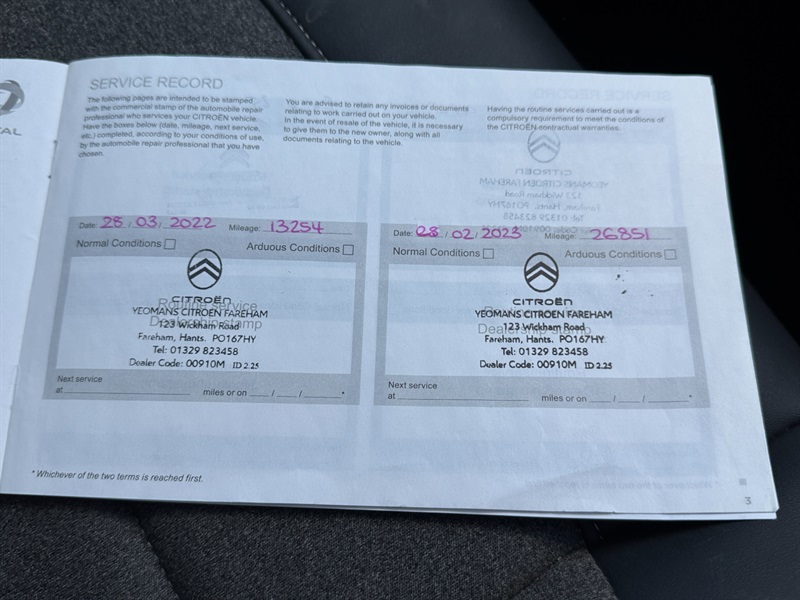 TAL
SERVICE RECORD
The following pages are intended to be stamped
with the commercial stamp of the automobile repair
professional who services your CITROËN vehicle.
Have the boxes below (date, mileage, next service,
etc.) completed, according to your conditions of use,
by the automobile repair professional that you have
chosen.
You are advised to retain any invoices or documents
relating to work carried out on your vehicle.
In the event of resale of the vehicle, it is necessary
to give them to the new owner, along with all
documents relating to the vehicle.
Having the routine services carried out is a
compulsory requirement to meet the conditions of
the CITROËN contractual warranties.
Date: 28 / 03 / 2022 Mileage: 13254
Normal Conditions
Arduous Conditions
Routine service
Dealership stamp
CITROËN
YEOMANS CITROEN FAREHAM
123 Wickham Road
Fareham, Hants. PO167HY
Tel: 01329 823458
Dealer Code: 00910M ID 2.25
Next service
at miles or on / / *
Date: 28 / 02 / 2023 Mileage: 26851
Normal Conditions
Arduous Conditions
CITROËN
YEOMANS CITROEN FAREHAM
Dealership stamp
123 Wickham Road
Fareham, Hants. PO167HY
Tel: 01329 823458
Dealer Code: 00910M ID 2.25
Next service
at miles or on / / *
* Whichever of the two terms is reached first.
3